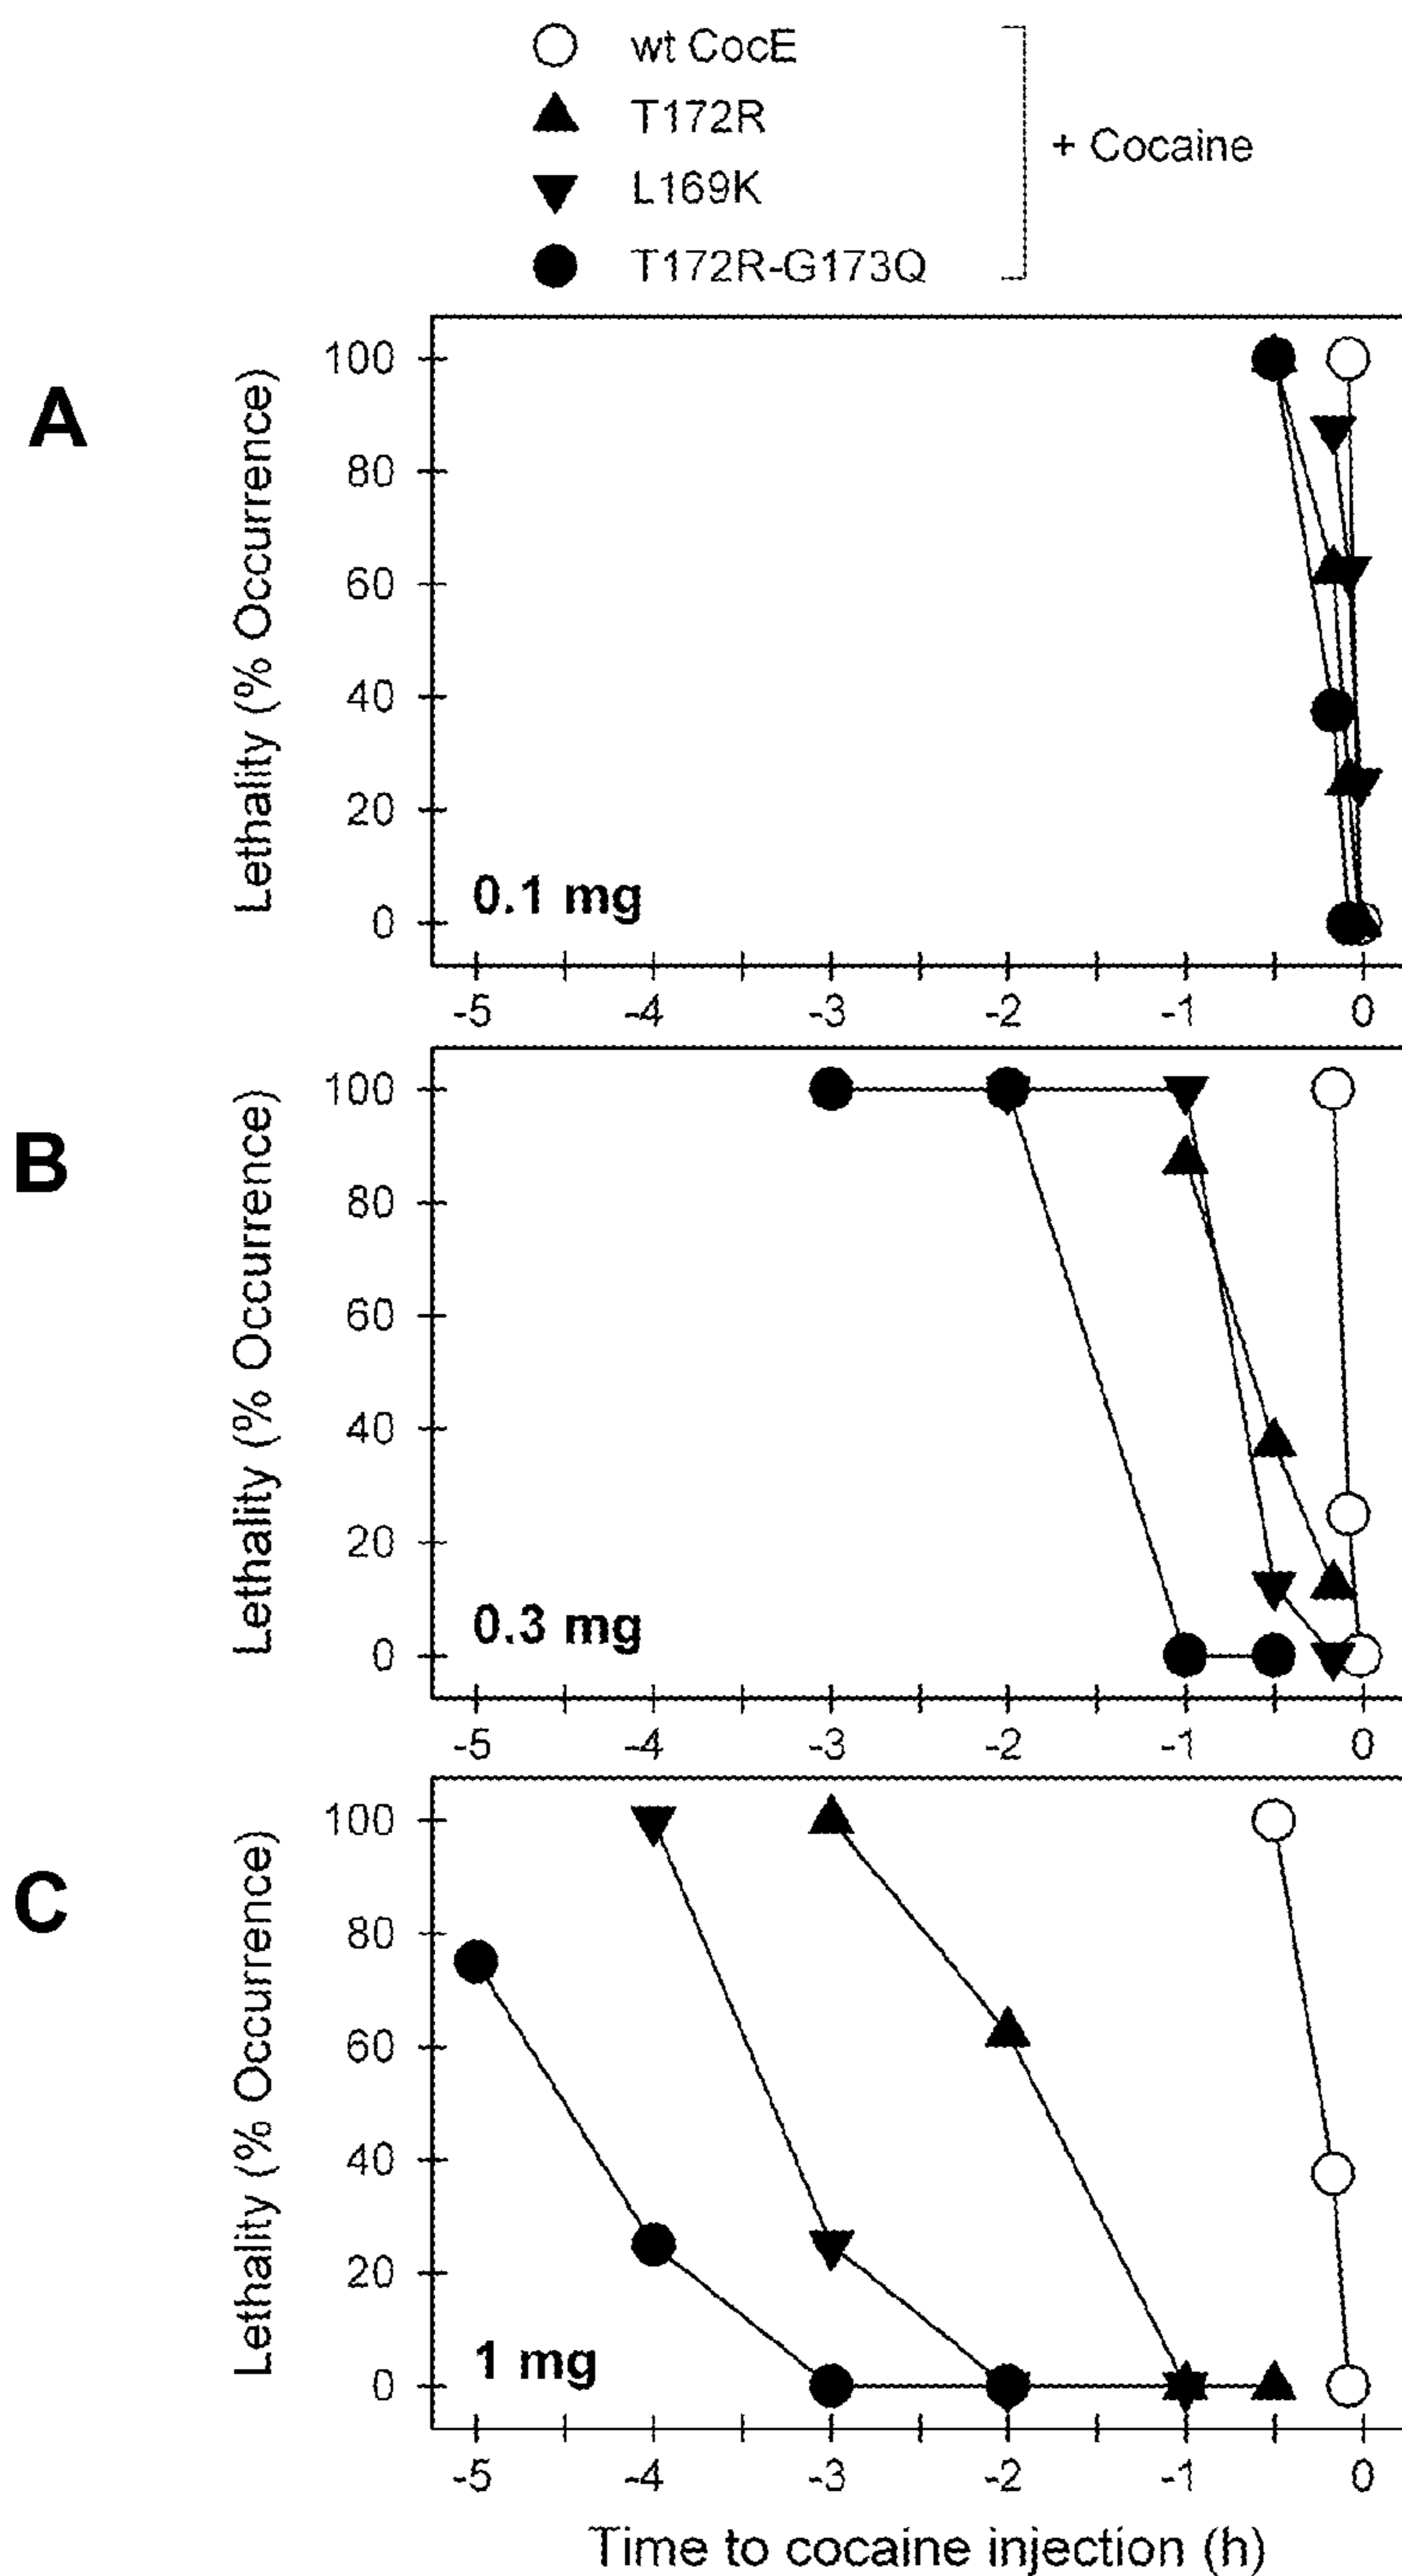 wt CocE
T172R
L169K
T172R-G173Q
+ Cocaine
A
Lethality (% Occurrence)
100
80
60
40
20
0
0.1 mg
-5 -4 -3 -2 -1 0
B
Lethality (% Occurrence)
100
80
60
40
20
0
0.3 mg
-5 -4 -3 -2 -1 0
C
Lethality (% Occurrence)
100
80
60
40
20
0
1 mg
-5 -4 -3 -2 -1 0
Time to cocaine injection (h)